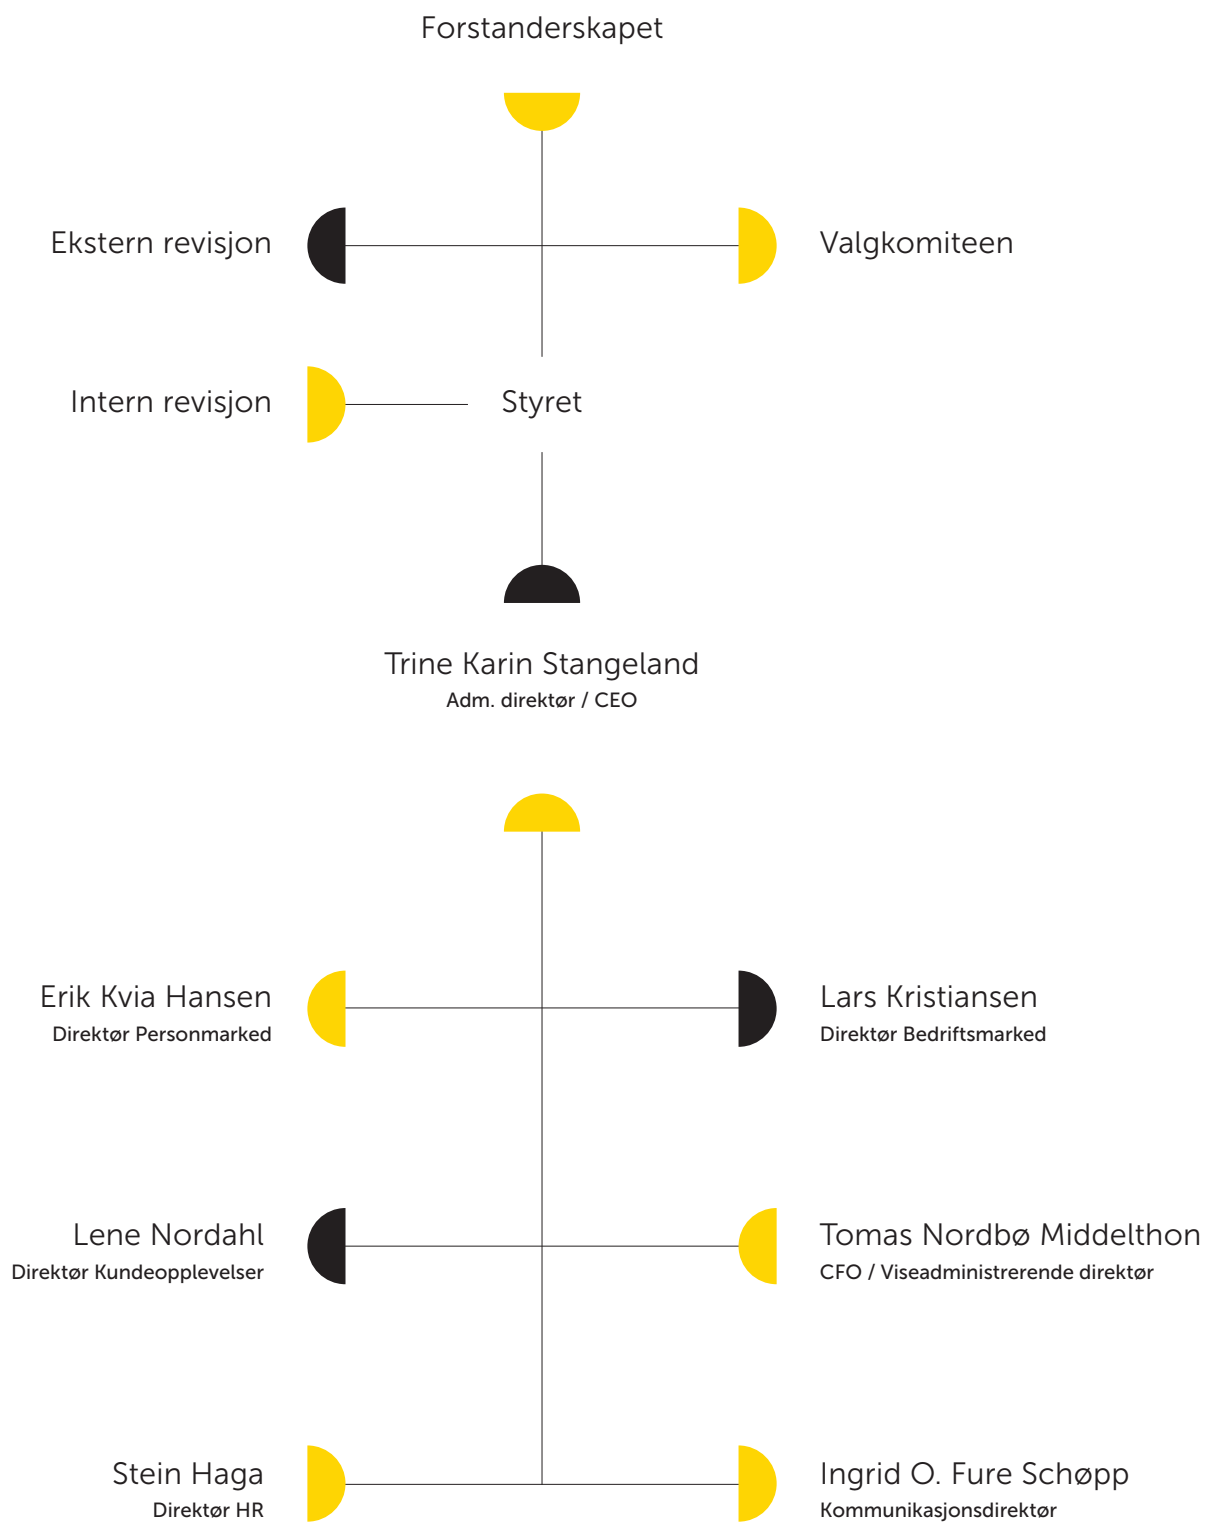 Forstanderskapet
Ekstern revisjon
Valgkomiteen
Intern revisjon
Styret
Trine Karin Stangeland
Adm. direktør / CEO
Erik Kvia Hansen
Direktør Personmarked
Lars Kristiansen
Direktør Bedriftsmarked
Lene Nordahl
Direktør Kundeopplevelser
Tomas Nordbø Middelthon
CFO / Viseadministrerende direktør
Stein Haga
Direktør HR
Ingrid O. Fure Schøpp
Kommunikasjonsdirektør